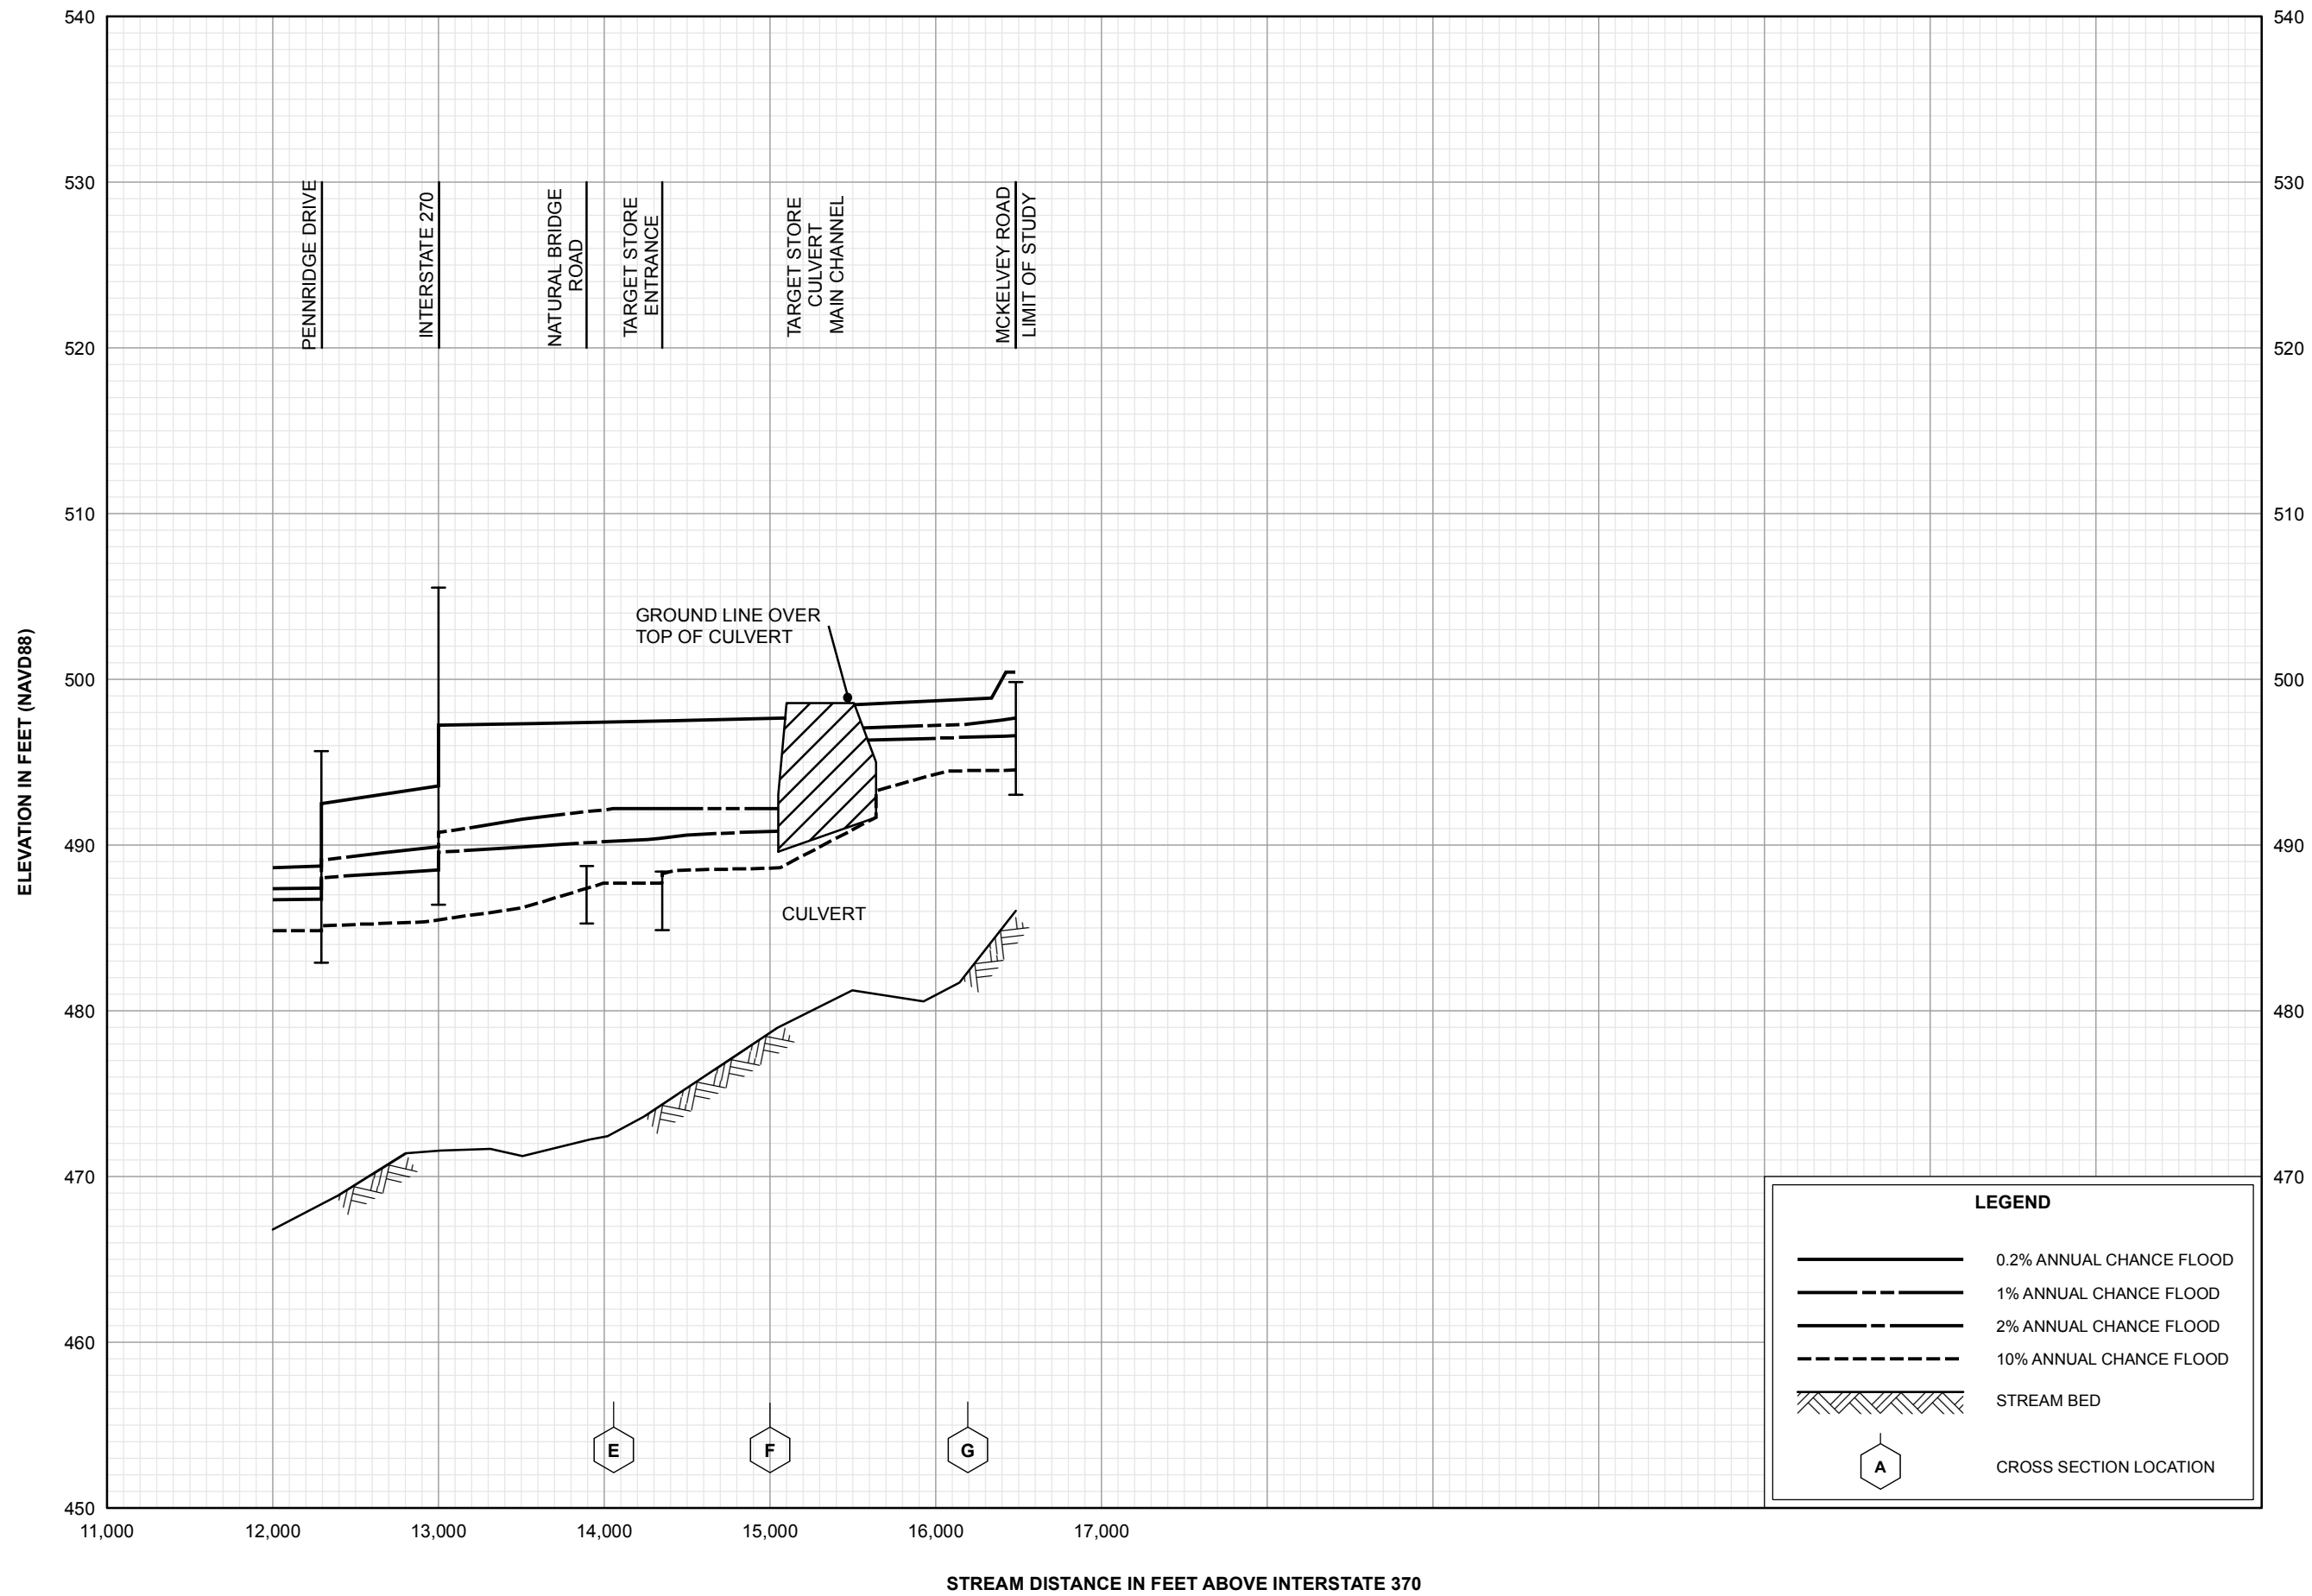 540
540
530
530
520
520
510
510
500
500
490
490
480
480
470
470
460
450
ELEVATION IN FEET (NAVD88)
PENNRIDGE DRIVE
INTERSTATE 270
NATURAL BRIDGE
ROAD
TARGET STORE
ENTRANCE
TARGET STORE
CULVERT
MAIN CHANNEL
MCKELVEY ROAD
LIMIT OF STUDY
GROUND LINE OVER
TOP OF CULVERT
CULVERT
E
F
G
LEGEND
0.2% ANNUAL CHANCE FLOOD
1% ANNUAL CHANCE FLOOD
2% ANNUAL CHANCE FLOOD
10% ANNUAL CHANCE FLOOD
STREAM BED
A
CROSS SECTION LOCATION
11,000
12,000
13,000
14,000
15,000
16,000
17,000
STREAM DISTANCE IN FEET ABOVE INTERSTATE 370